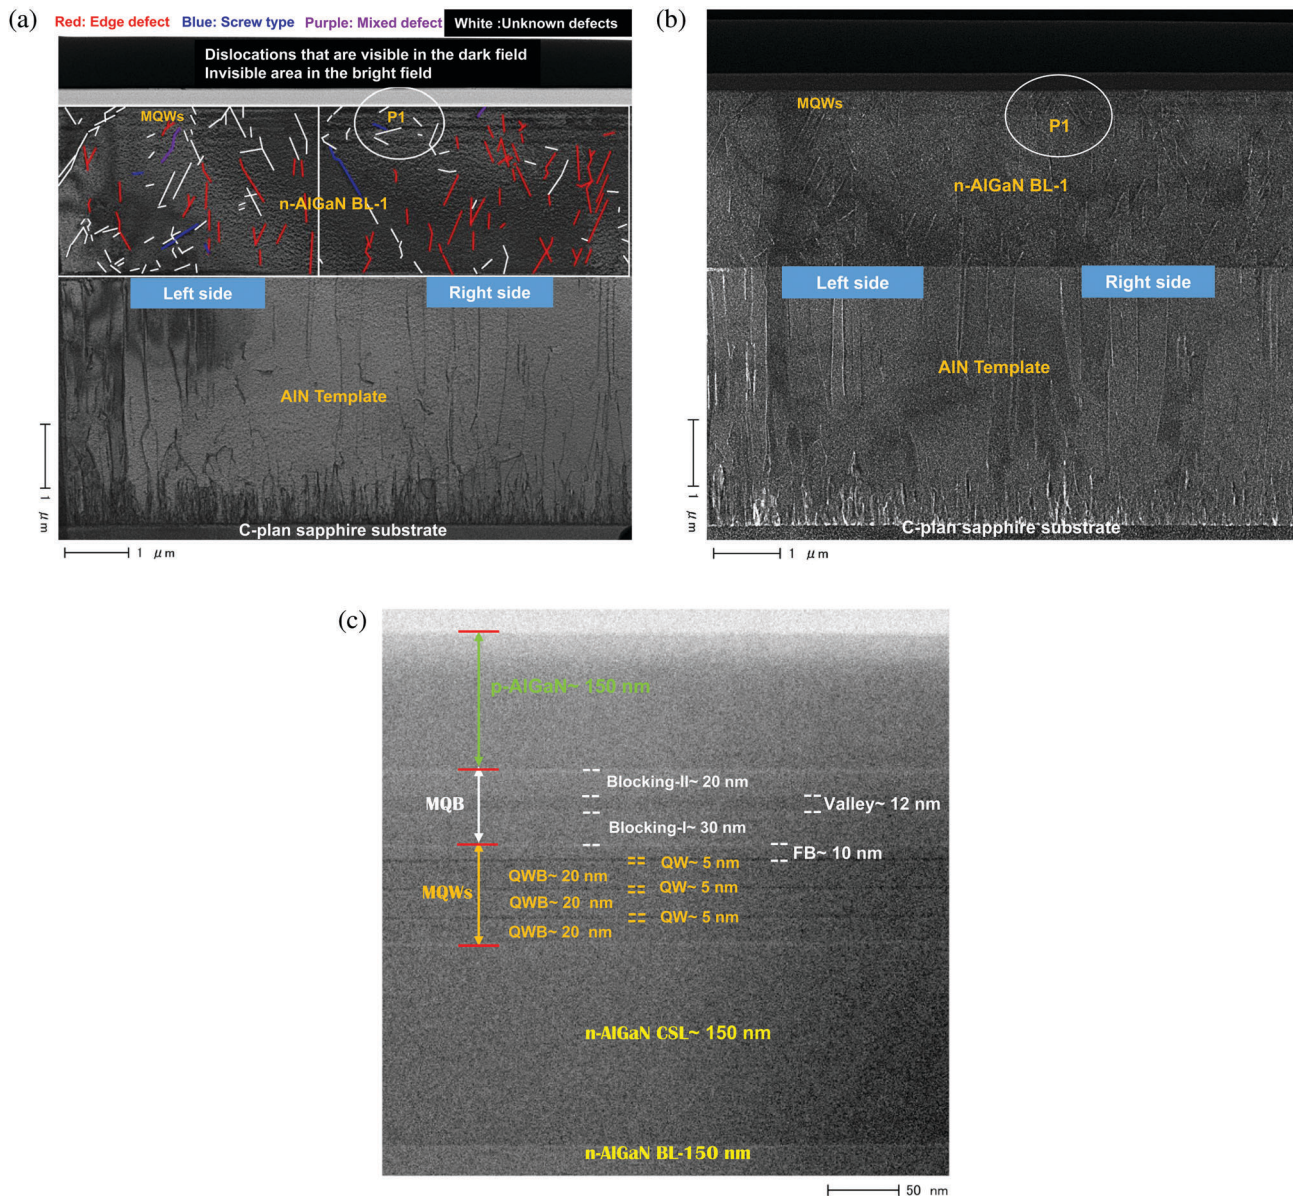 (a)
Red: Edge defect Blue: Screw type Purple: Mixed defect White :Unknown defects
Dislocations that are visible in the dark field
Invisible area in the bright field
MQWs
P1
n-AlGaN BL-1
Left side
Right side
AlN Template
1 μm
C-plan sapphire substrate
1 μm
(b)
MQWs
P1
n-AlGaN BL-1
Left side
Right side
AlN Template
1 μm
C-plan sapphire substrate
1 μm
(c)
p-AlGaN~ 150 nm
Blocking-II~ 20 nm
MQB
Valley~ 12 nm
Blocking-I~ 30 nm
FB~ 10 nm
QW~ 5 nm
QWB~ 20 nm
MQWs
QW~ 5 nm
QWB~ 20 nm
QW~ 5 nm
QWB~ 20 nm
n-AlGaN CSL~ 150 nm
n-AlGaN BL-150 nm
50 nm